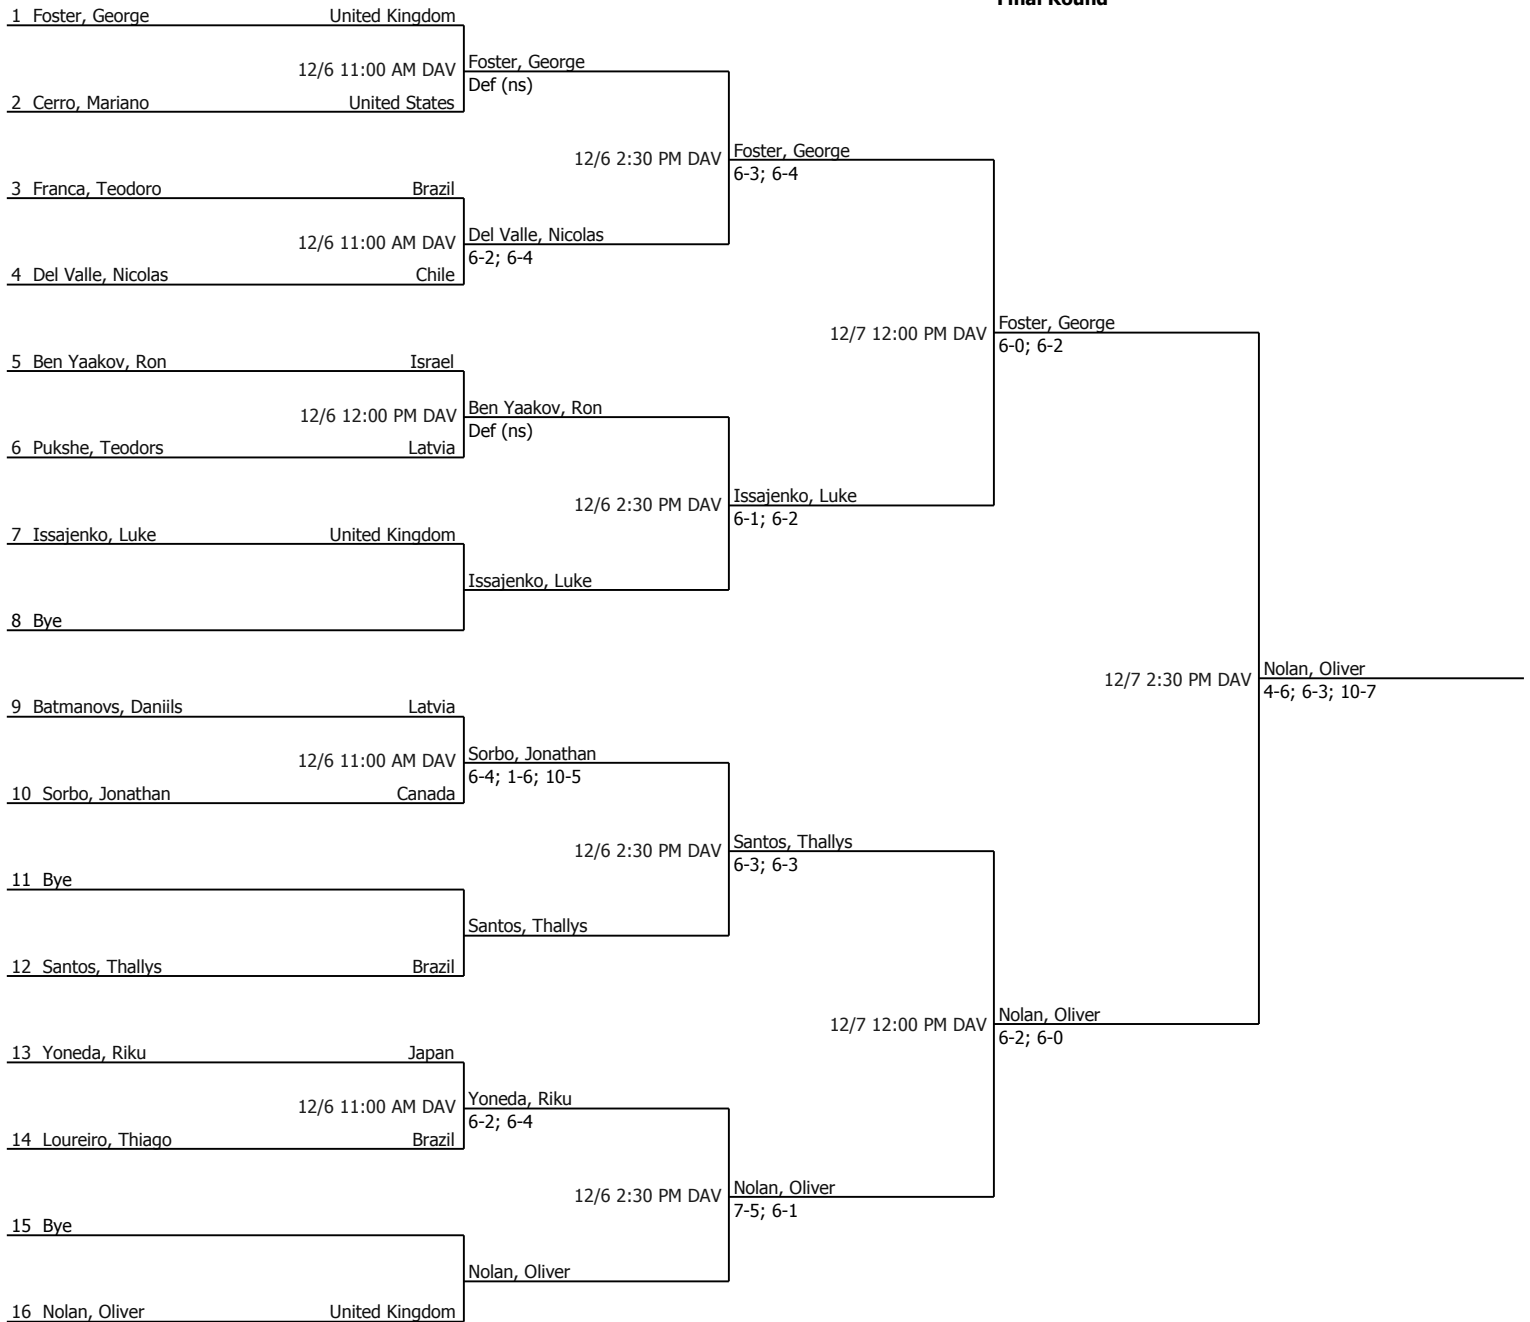 Final Round
1 Foster, George United Kingdom
12/6 11:00 AM DAV
Foster, George
Def (ns)
2 Cerro, Mariano United States
12/6 2:30 PM DAV
Foster, George
6-3; 6-4
3 Franca, Teodoro Brazil
12/6 11:00 AM DAV
Del Valle, Nicolas
6-2; 6-4
4 Del Valle, Nicolas Chile
12/7 12:00 PM DAV
Foster, George
6-0; 6-2
5 Ben Yaakov, Ron Israel
12/6 12:00 PM DAV
Ben Yaakov, Ron
Def (ns)
6 Pukshe, Teodors Latvia
12/6 2:30 PM DAV
Issajenko, Luke
6-1; 6-2
7 Issajenko, Luke United Kingdom
Issajenko, Luke
8 Bye
12/7 2:30 PM DAV
Nolan, Oliver
4-6; 6-3; 10-7
9 Batmanovs, Daniils Latvia
12/6 11:00 AM DAV
Sorbo, Jonathan
6-4; 1-6; 10-5
10 Sorbo, Jonathan Canada
12/6 2:30 PM DAV
Santos, Thallys
6-3; 6-3
11 Bye
Santos, Thallys
12 Santos, Thallys Brazil
12/7 12:00 PM DAV
Nolan, Oliver
6-2; 6-0
13 Yoneda, Riku Japan
12/6 11:00 AM DAV
Yoneda, Riku
6-2; 6-4
14 Loureiro, Thiago Brazil
12/6 2:30 PM DAV
Nolan, Oliver
7-5; 6-1
15 Bye
Nolan, Oliver
16 Nolan, Oliver United Kingdom